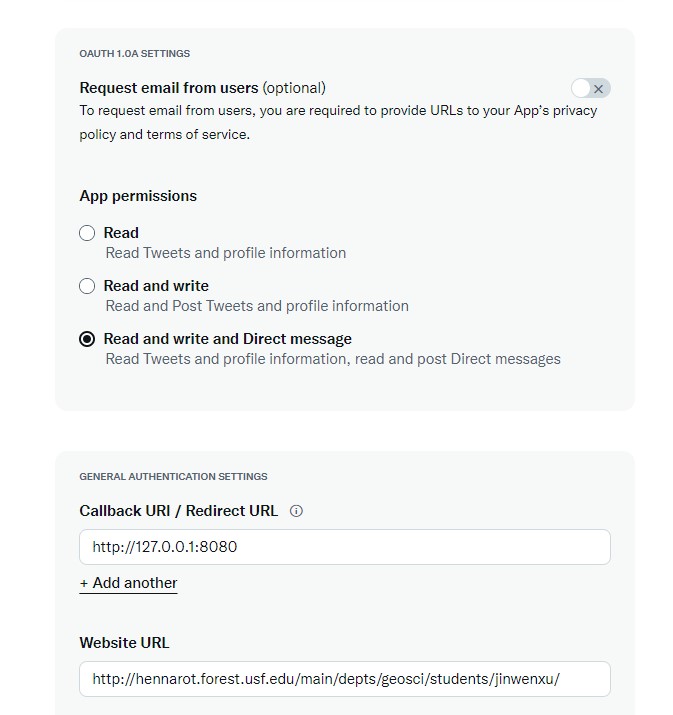 OAUTH 1.0A SETTINGS
Request email from users (optional)
To request email from users, you are required to provide URLs to your App's privacy
policy and terms of service.
App permissions
Read
Read Tweets and profile information
Read and write
Read and Post Tweets and profile information
Read and write and Direct message
Read Tweets and profile information, read and post Direct messages
GENERAL AUTHENTICATION SETTINGS
Callback URI / Redirect URL
http://127.0.0.1:8080
+ Add another
Website URL
http://hennarot.forest.usf.edu/main/depts/geosci/students/jinwenxu/